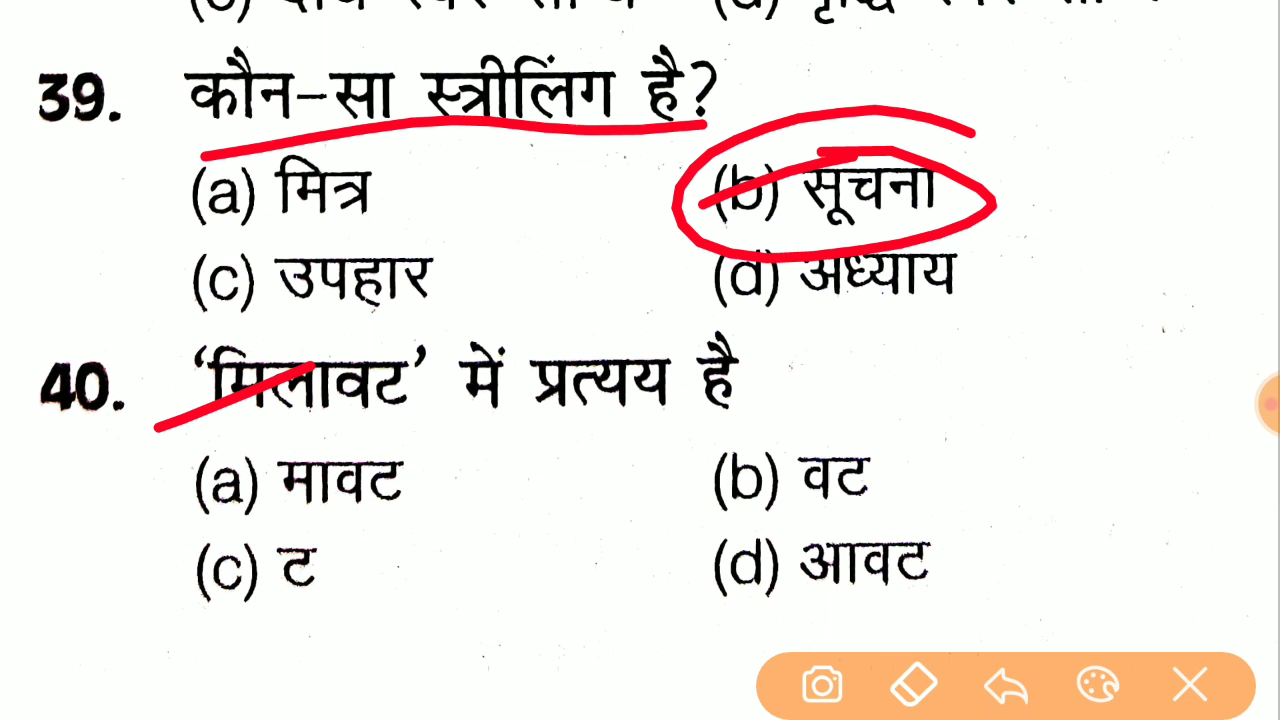 39. कौन-सा स्त्रीलिंग है?
(a) मित्र (b) सूचना
(c) उपहार (d) अध्याय
40. ‘मिलावट’ में प्रत्यय है
(a) मावट (b) वट
(c) ट (d) आवट